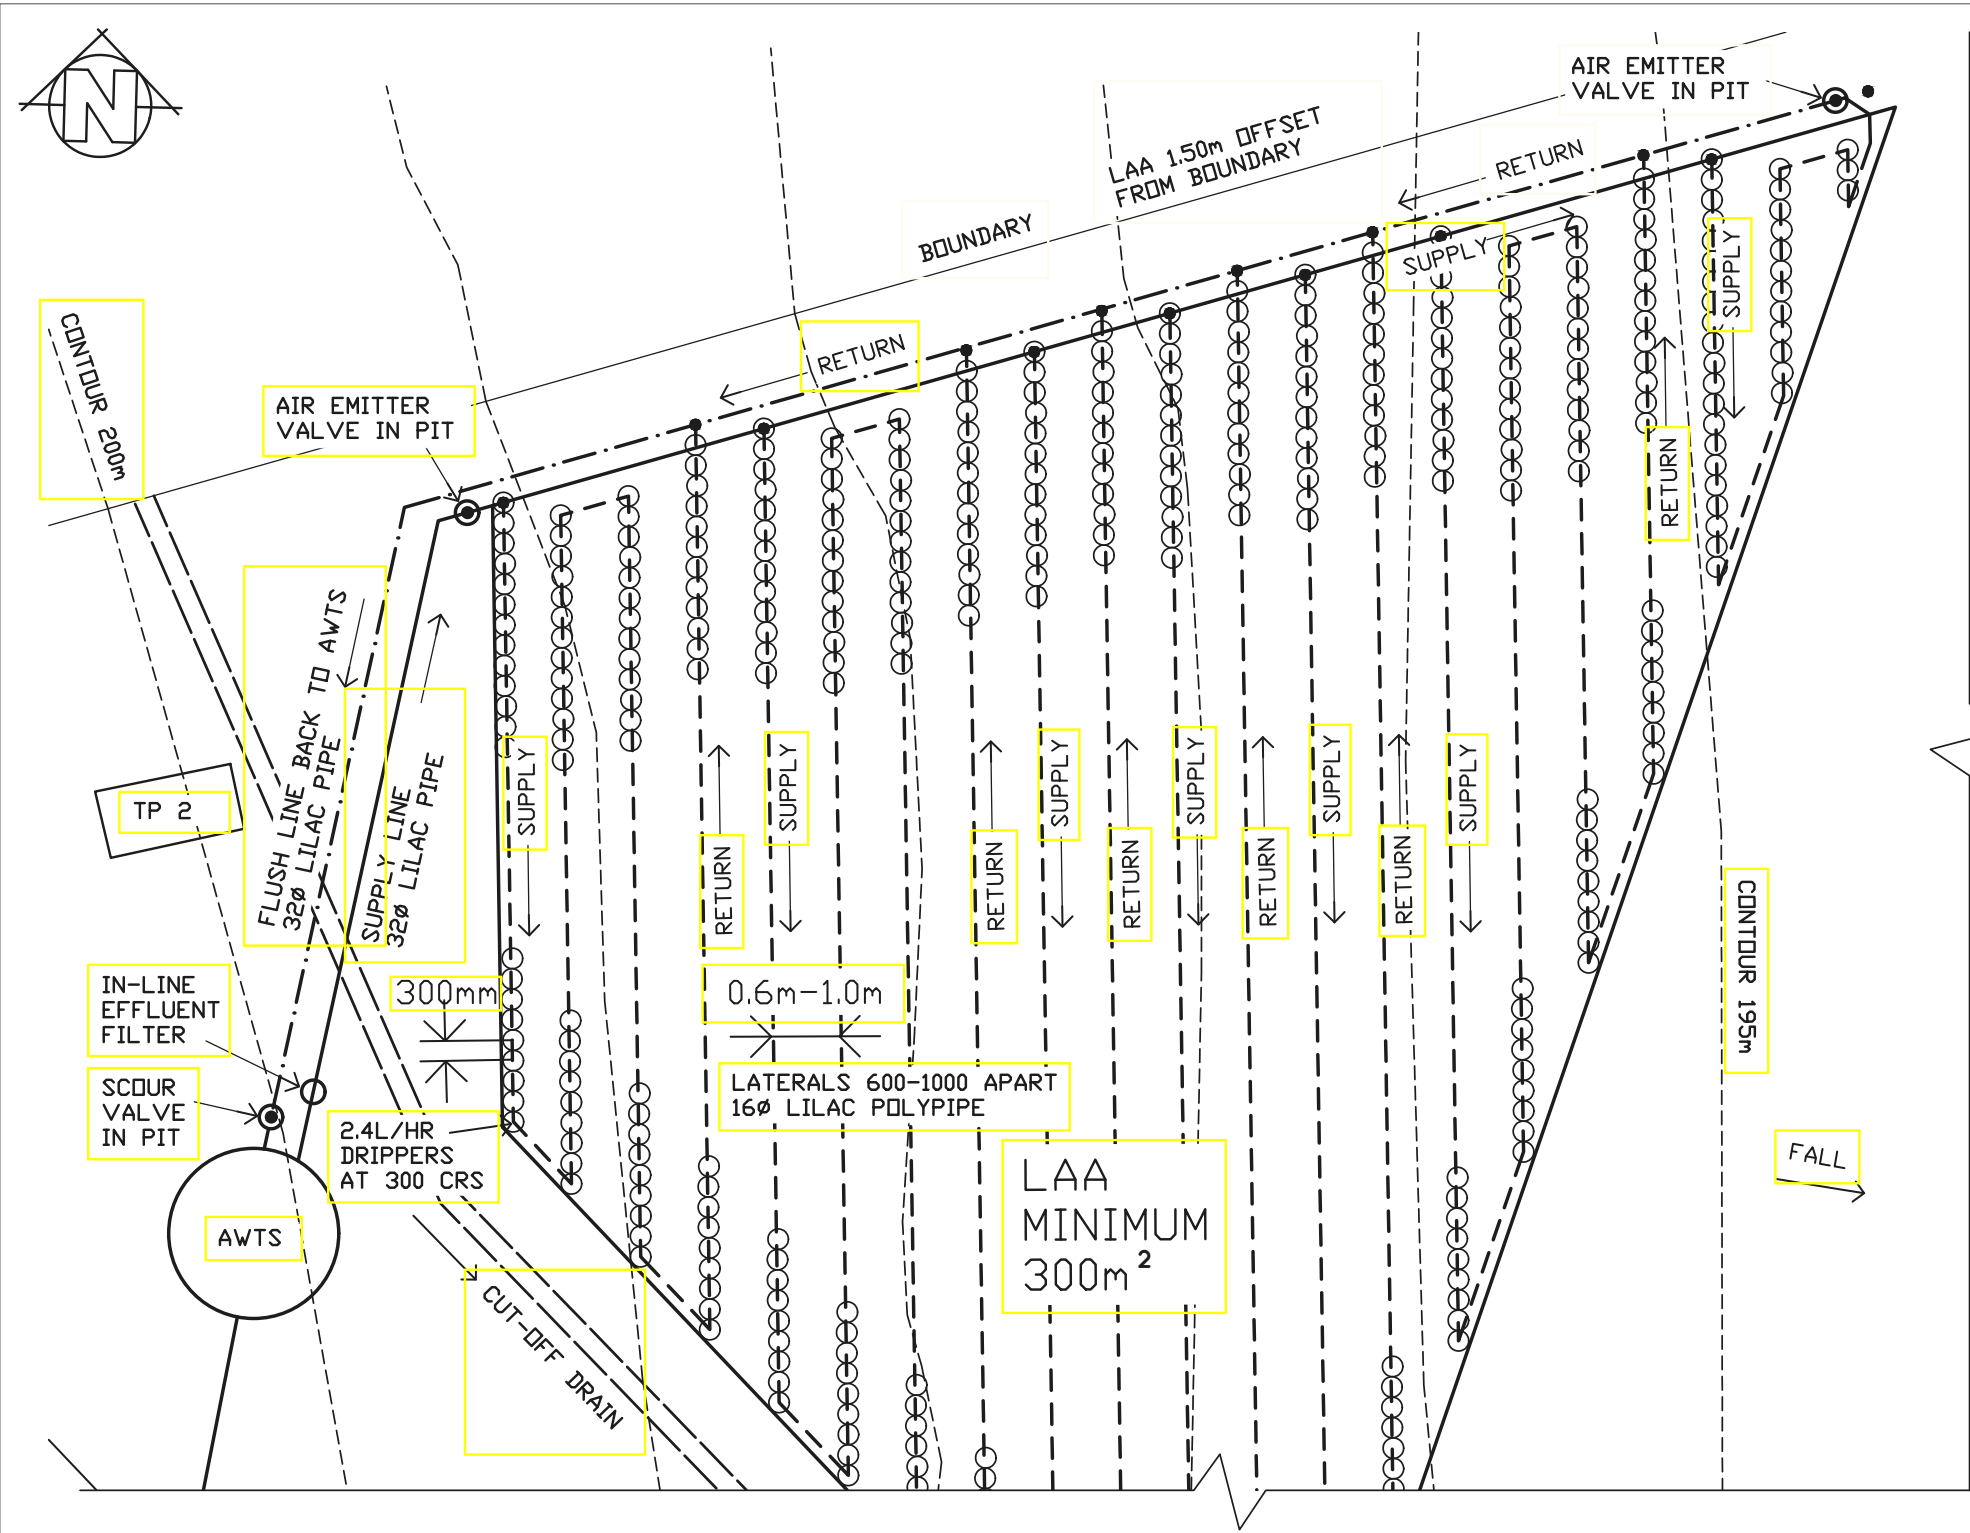 N
AIR EMITTER
VALVE IN PIT
LAA 1.50m OFFSET
FROM BOUNDARY
RETURN
BOUNDARY
SUPPLY
SUPPLY
CONTOUR 200m
RETURN
AIR EMITTER
VALVE IN PIT
RETURN
FLUSH LINE BACK TO AWTS
32ø LILAC PIPE
SUPPLY LINE
32ø LILAC PIPE
TP 2
SUPPLY
SUPPLY
SUPPLY
SUPPLY
SUPPLY
SUPPLY
RETURN
RETURN
RETURN
RETURN
RETURN
CONTOUR 195m
IN-LINE
EFFLUENT
FILTER
300mm
0.6m-1.0m
SCOUR
VALVE
IN PIT
LATERALS 600-1000 APART
16ø LILAC POLYPIPE
2.4L/HR
DRIPPERS
AT 300 CRS
LAA
MINIMUM
300m²
FALL
AWTS
CUT-OFF DRAIN